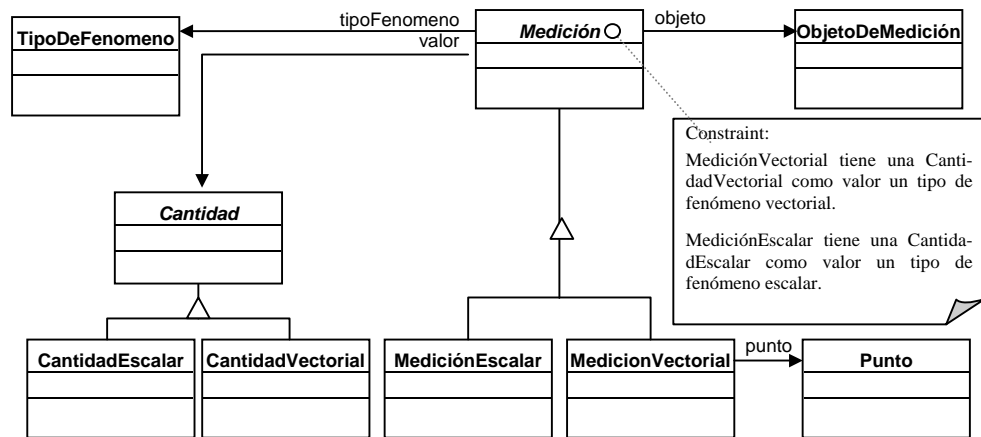 tipoFenomeno
TipoDeFenomeno
valor
Medición
objeto
ObjetoDeMedición
Constraint:
MediciónVectorial tiene una Canti-
dadVectorial como valor un tipo de
fenómeno vectorial.
MediciónEscalar tiene una Cantida-
dEscalar como valor un tipo de
fenómeno escalar.
Cantidad
CantidadEscalar
CantidadVectorial
MediciónEscalar
MedicionVectorial
punto
Punto